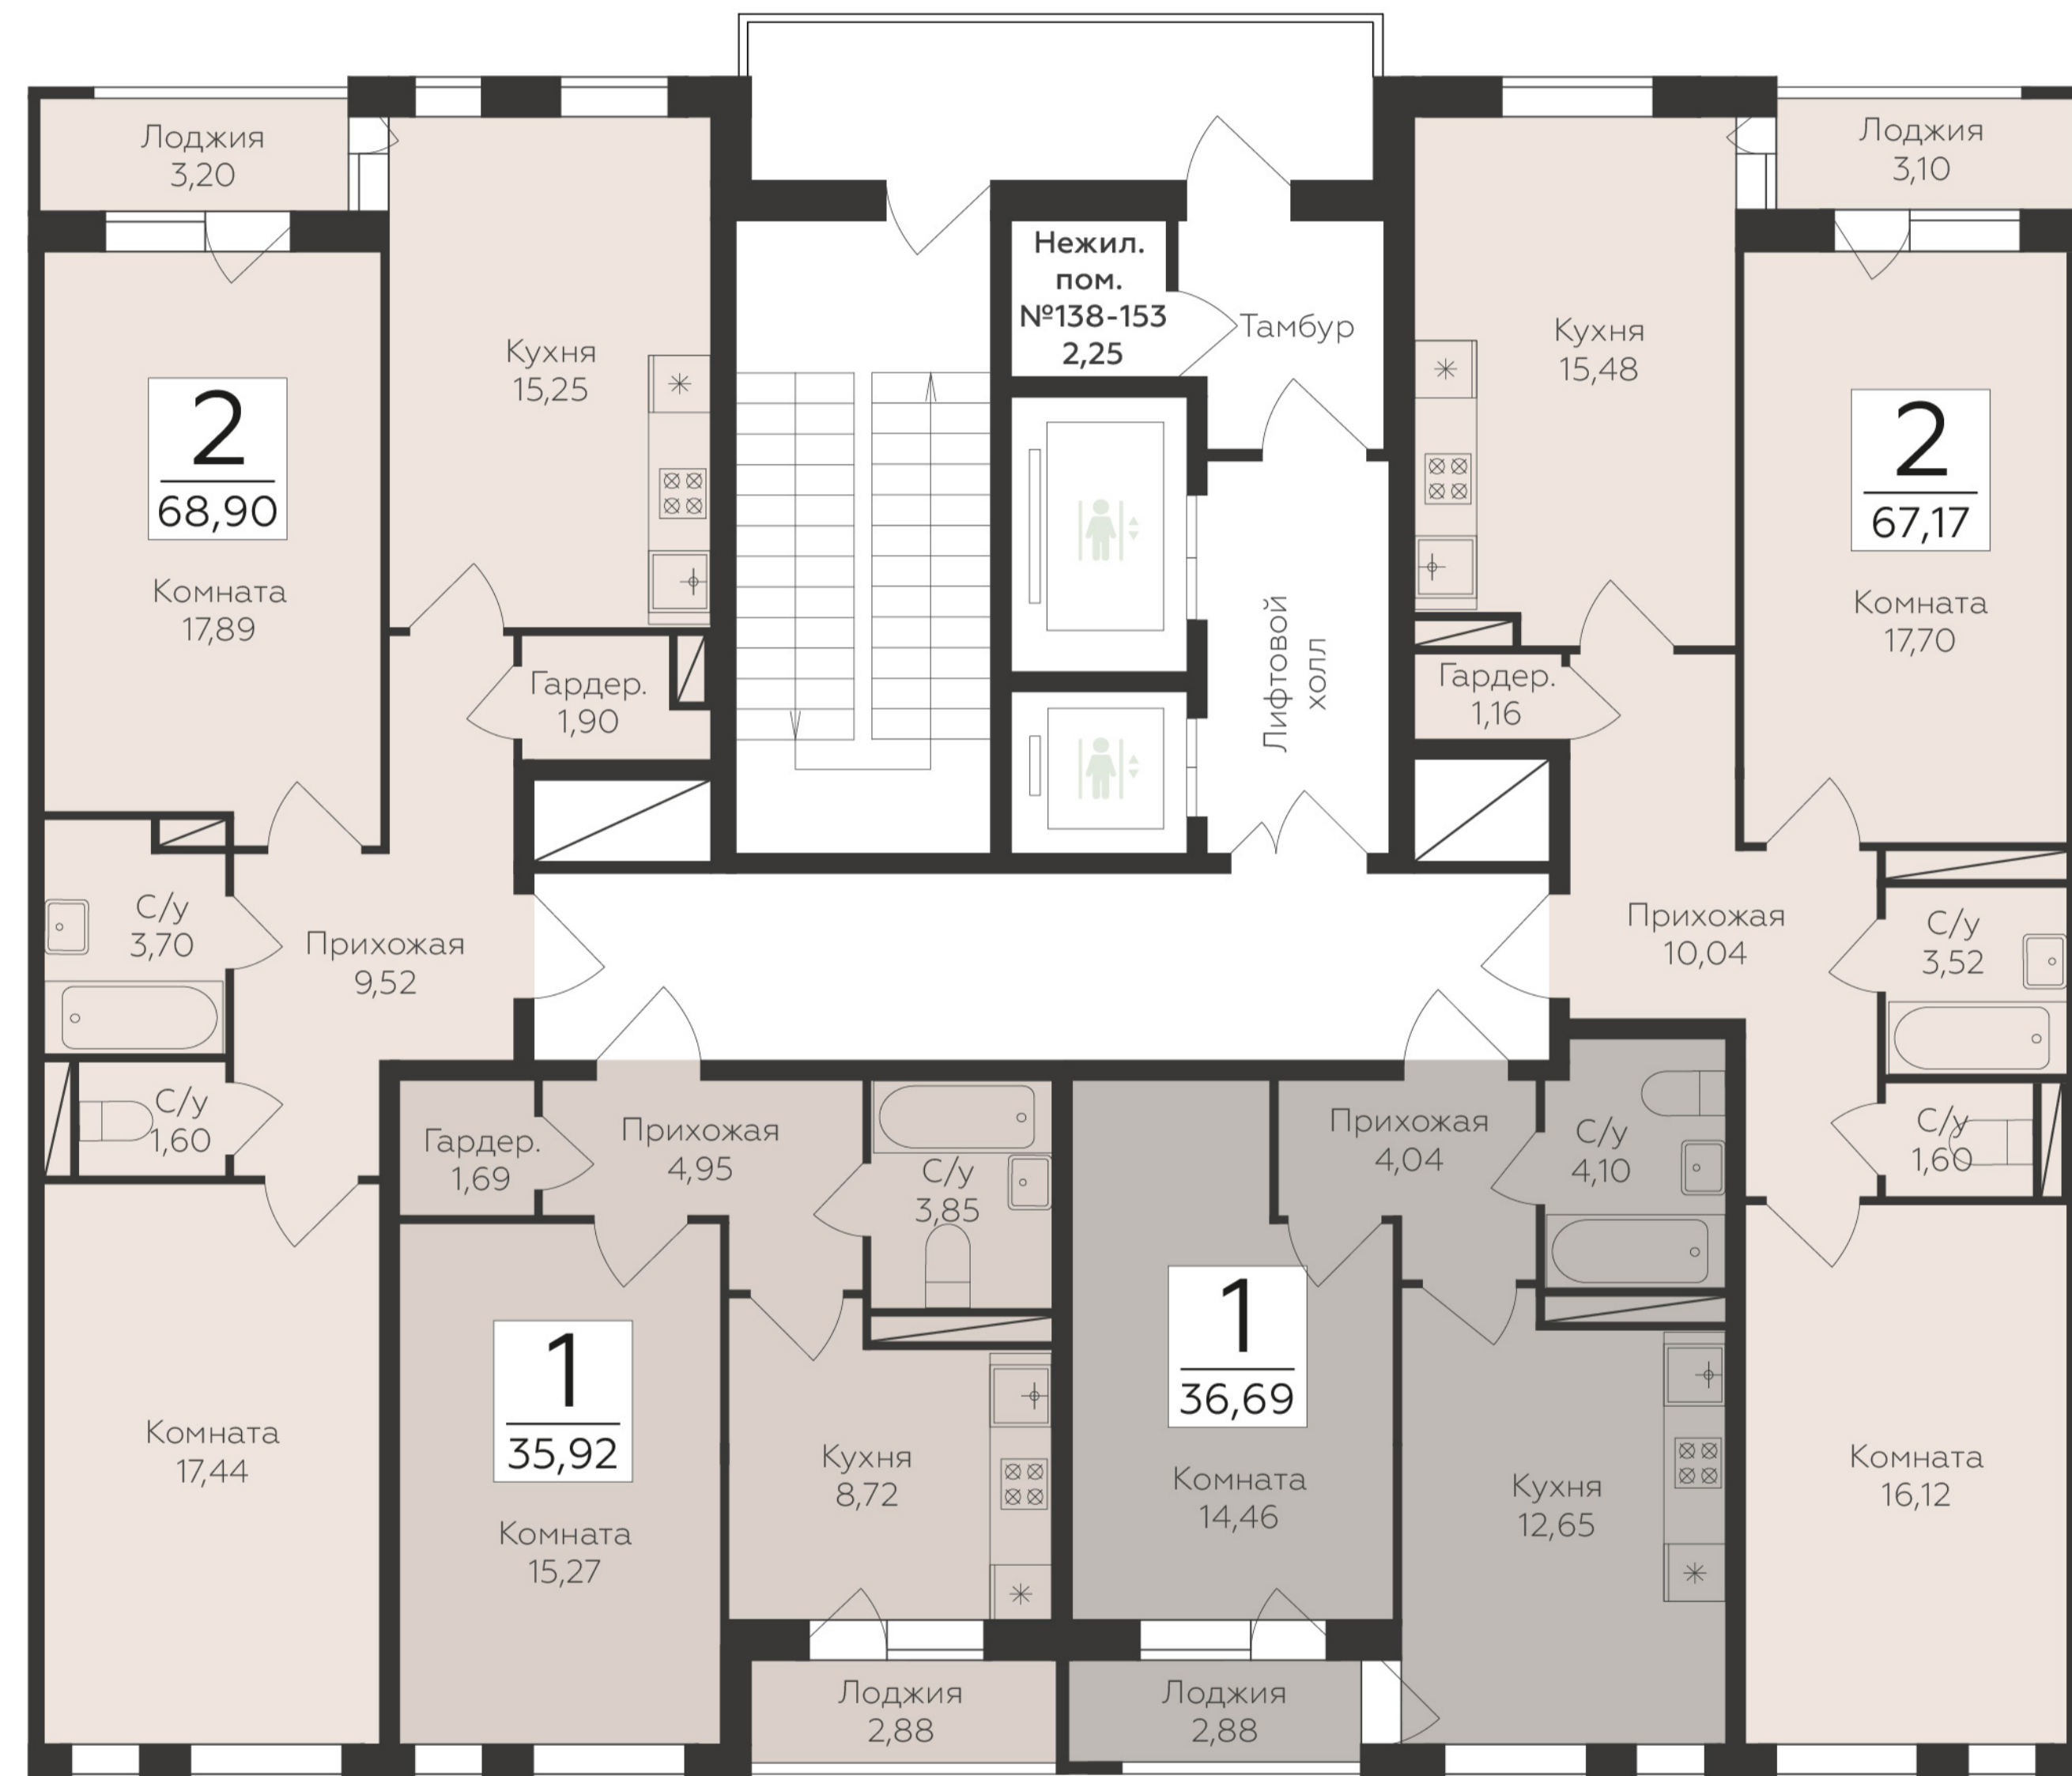 Лоджия
3,20
Кухня
15,25
2
68,90
Комната
17,89
Гардер.
1,90
С/у
3,70
Прихожая
9,52
С/у
1,60
Комната
17,44
Нежил.
пом.
№138-153
2,25
Тамбур
Лифтовой
холл
Лоджия
3,10
Кухня
15,48
2
67,17
Комната
17,70
Гардер.
1,16
Прихожая
10,04
С/у
3,52
С/у
1,60
Комната
16,12
Гардер.
1,69
Прихожая
4,95
С/у
3,85
1
35,92
Комната
15,27
Кухня
8,72
Лоджия
2,88
Прихожая
4,04
С/у
4,10
1
36,69
Комната
14,46
Кухня
12,65
Лоджия
2,88